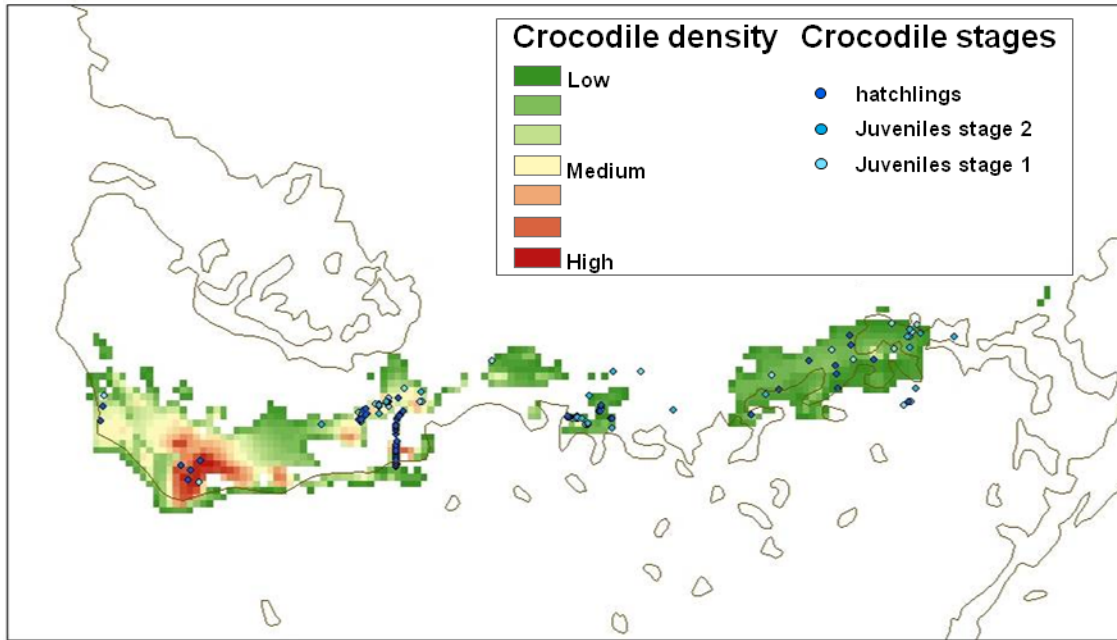 Crocodile density
Low
Medium
High
Crocodile stages
hatchlings
Juveniles stage 2
Juveniles stage 1